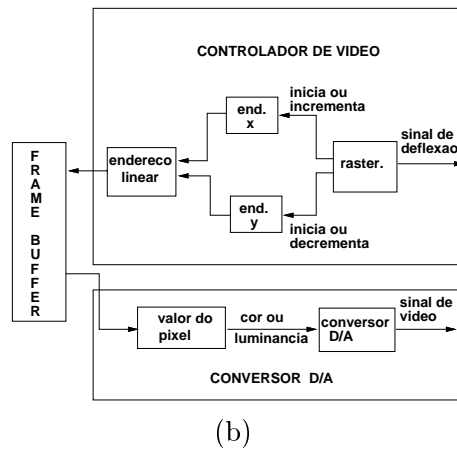 CONTROLADOR DE VIDEO
inicia ou
incrementa
end.
x
sinal de
deflexao
endereco
linear
raster.
end.
y
inicia ou
decrementa
FRAME BUFFER
valor do
pixel
cor ou
luminancia
conversor
D/A
sinal de
video
CONVERSOR D/A
(b)